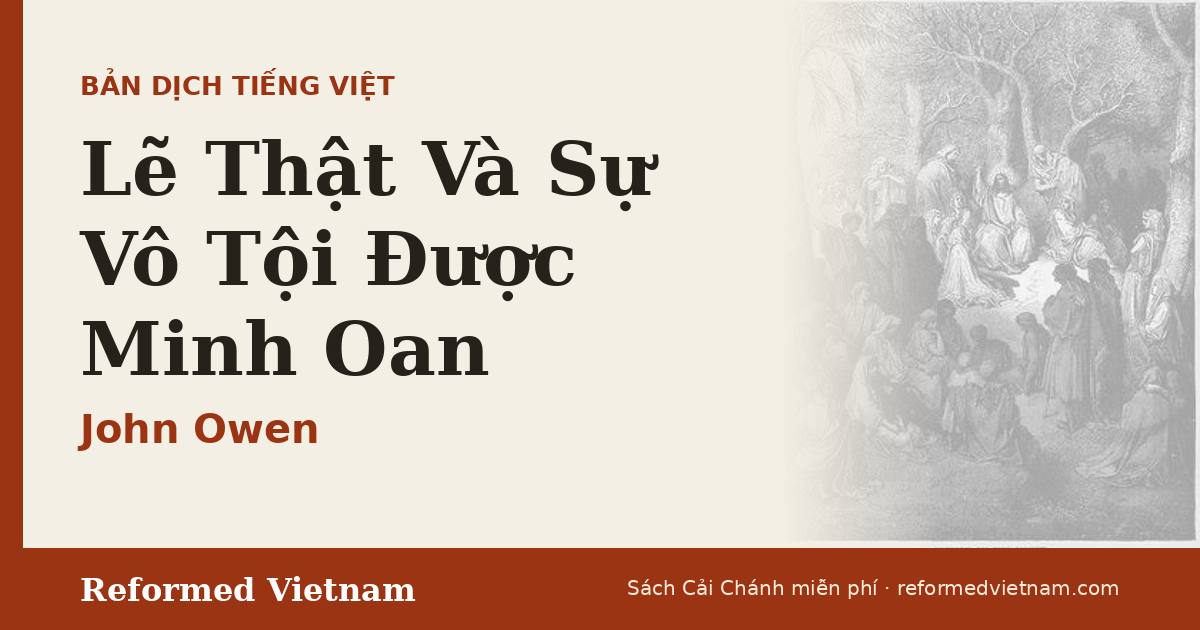 BẢN DỊCH TIẾNG VIỆT
Lẽ Thật Và Sự
Vô Tội Được
Minh Oan
John Owen
Reformed Vietnam
Sách Cải Chánh miễn phí · reformedvietnam.com